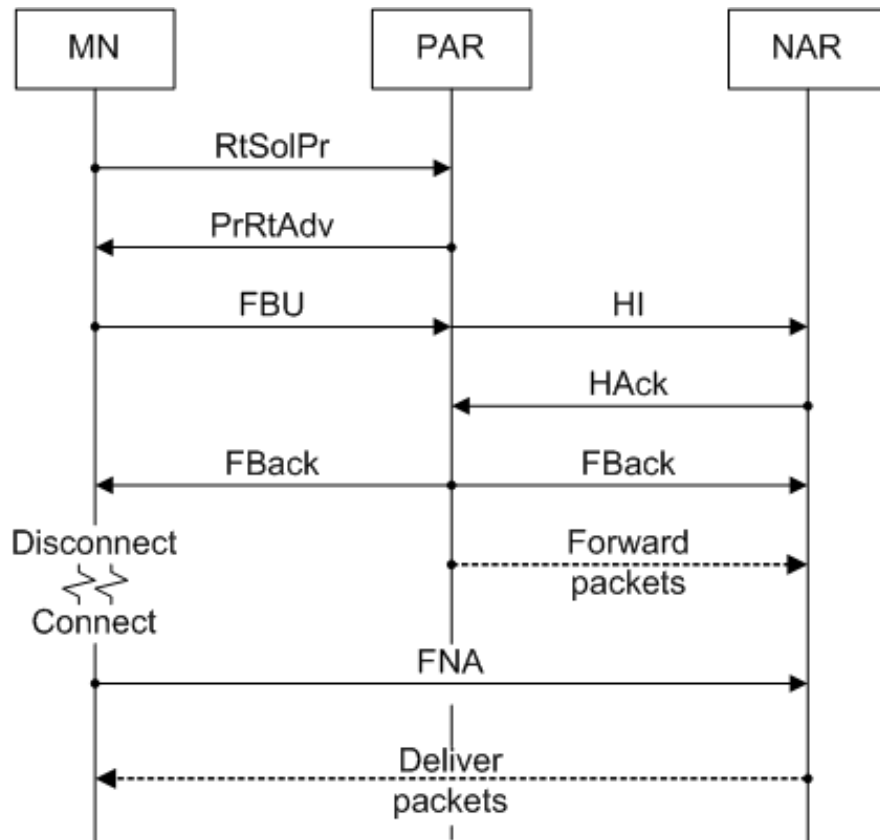 MN
PAR
NAR
RtSolPr
PrRtAdv
FBU
HI
HAck
FBack
FBack
Disconnect
Forward
packets
Connect
FNA
Deliver
packets